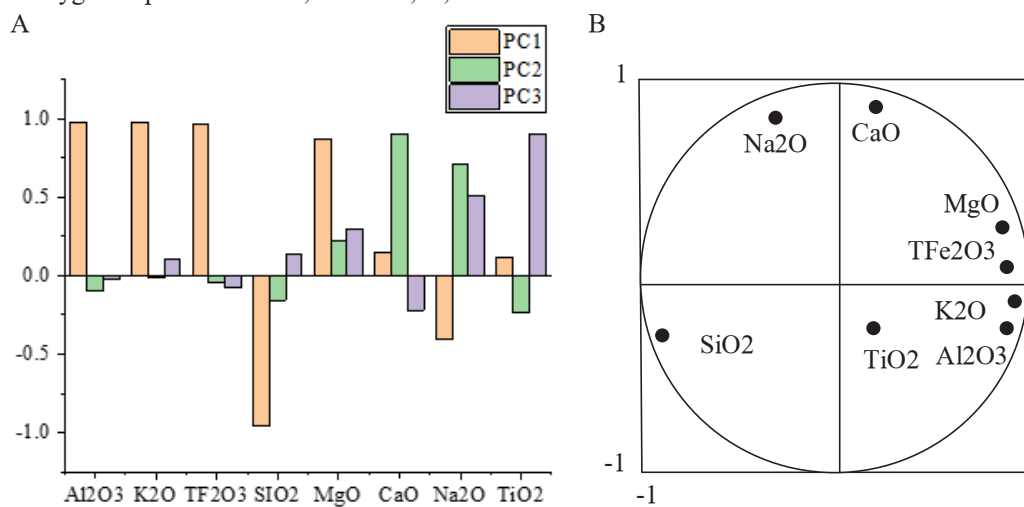 A
B
PC1
PC2
PC3
1.0
0.5
0.0
-0.5
-1.0
Al2O3 K2O TF2O3 SIO2 MgO CaO Na2O TiO2
1
Na2O
CaO
MgO
TFe2O3
K2O
SiO2
TiO2
Al2O3
-1
-1